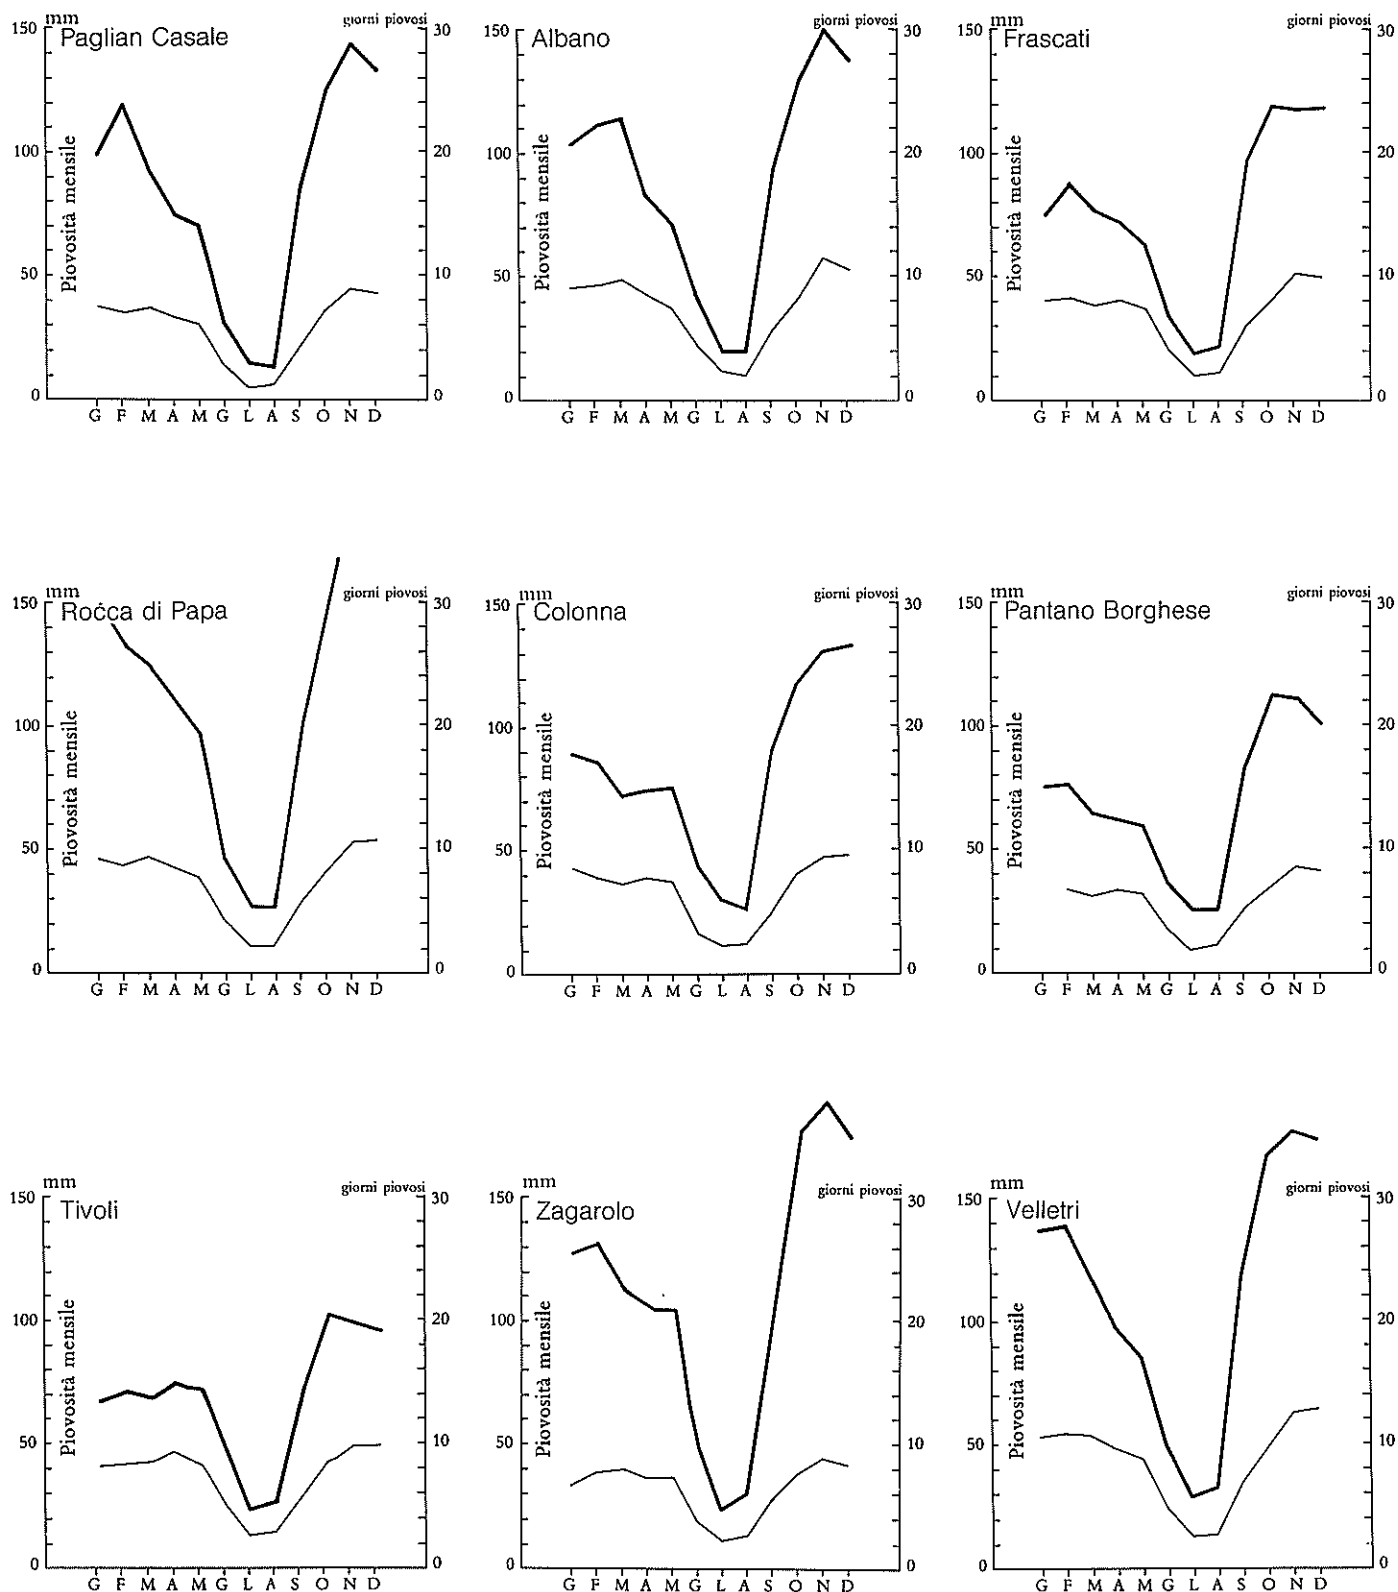 mm giorni piovosi
150 Paglian Casale 30
100 20
50 10
0 0
Piovosità mensile
G F M A M G L A S O N D
mm giorni piovosi
150 Albano 30
100 20
50 10
0 0
Piovosità mensile
G F M A M G L A S O N D
mm giorni piovosi
150 Frascati 30
100 20
50 10
0 0
Piovosità mensile
G F M A M G L A S O N D
mm giorni piovosi
150 Rocca di Papa 30
100 20
50 10
0 0
Piovosità mensile
G F M A M G L A S O N D
mm giorni piovosi
150 Colonna 30
100 20
50 10
0 0
Piovosità mensile
G F M A M G L A S O N D
mm giorni piovosi
150 Pantano Borghese 30
100 20
50 10
0 0
Piovosità mensile
G F M A M G L A S O N D
mm giorni piovosi
150 Tivoli 30
100 20
50 10
0 0
Piovosità mensile
G F M A M G L A S O N D
mm giorni piovosi
150 Zagarolo 30
100 20
50 10
0 0
Piovosità mensile
G F M A M G L A S O N D
mm giorni piovosi
150 Velletri 30
100 20
50 10
0 0
Piovosità mensile
G F M A M G L A S O N D